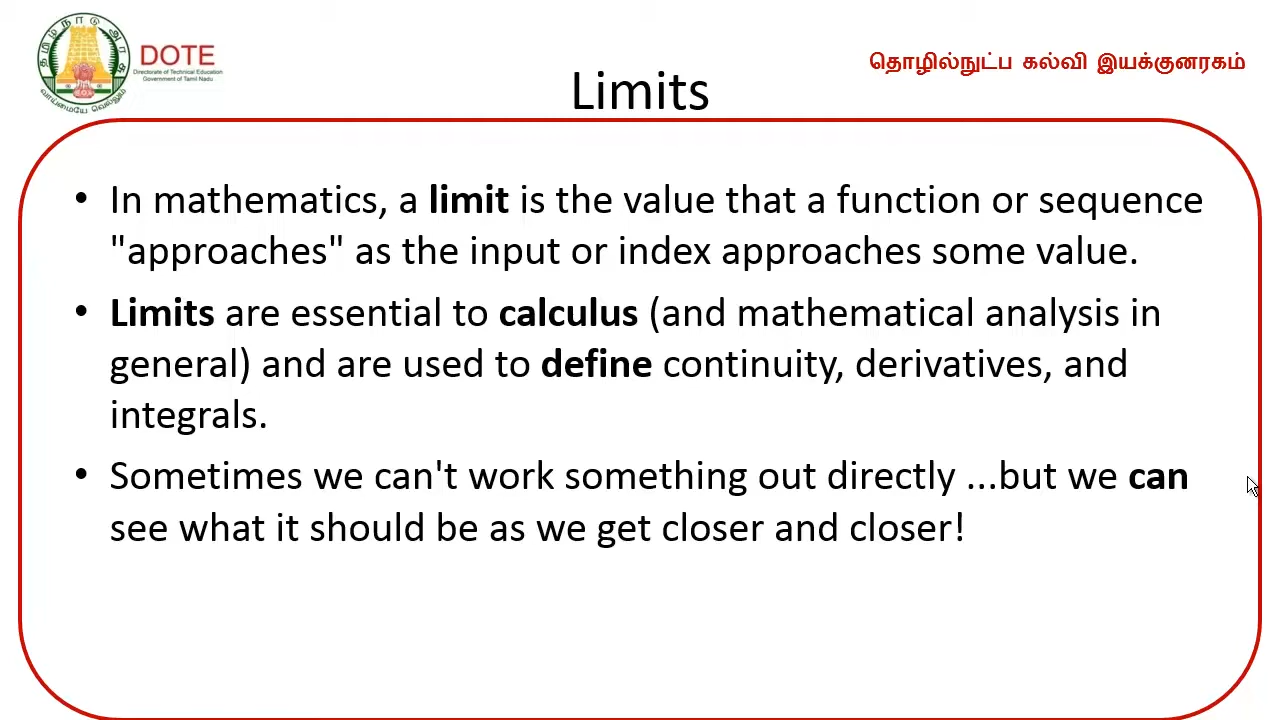 தமிழ்நாடு அரசு
வாய்மையே வெல்லும்
DOTE
Directorate of Technical Education
Government of Tamil Nadu
தொழில்நுட்ப கல்வி இயக்குனரகம்
Limits
• In mathematics, a limit is the value that a function or sequence
"approaches" as the input or index approaches some value.
• Limits are essential to calculus (and mathematical analysis in
general) and are used to define continuity, derivatives, and
integrals.
• Sometimes we can't work something out directly ...but we can
see what it should be as we get closer and closer!